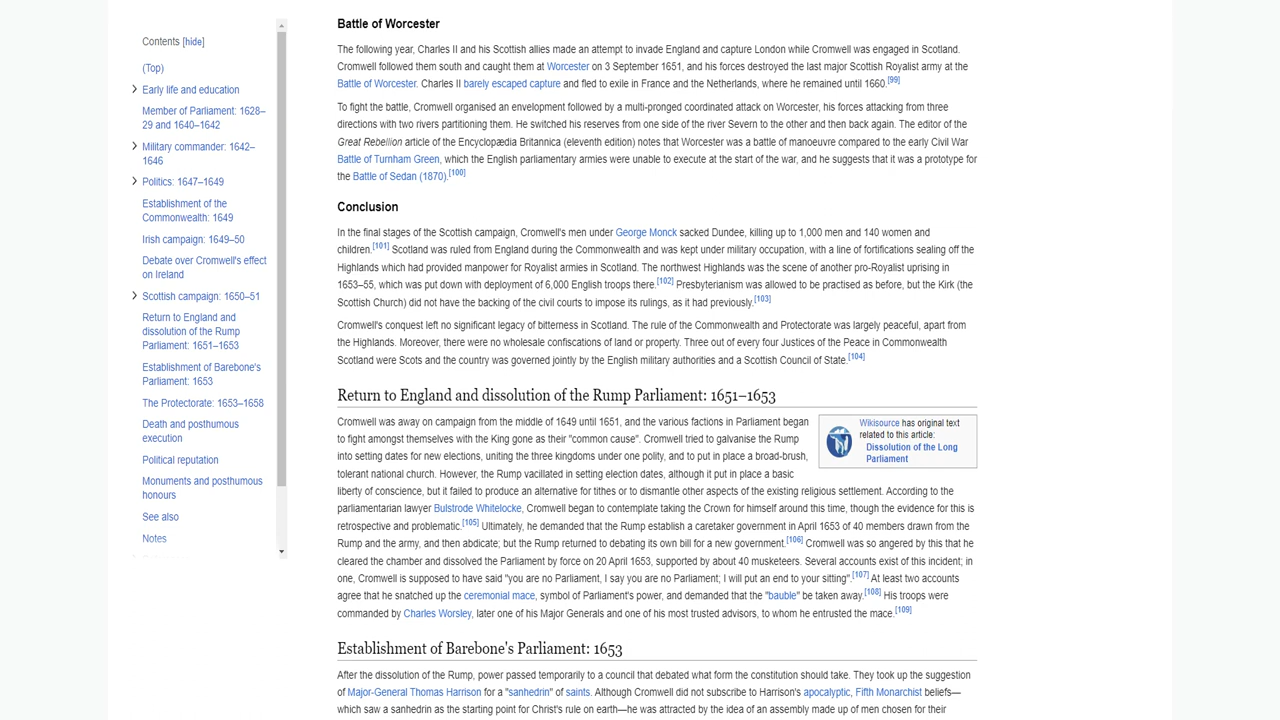 Contents [hide]
(Top)
Early life and education
Member of Parliament: 1628–
29 and 1640–1642
Military commander: 1642–
1646
Politics: 1647–1649
Establishment of the
Commonwealth: 1649
Irish campaign: 1649–50
Debate over Cromwell's effect
on Ireland
Scottish campaign: 1650–51
Return to England and
dissolution of the Rump
Parliament: 1651–1653
Establishment of Barebone's
Parliament: 1653
The Protectorate: 1653–1658
Death and posthumous
execution
Political reputation
Monuments and posthumous
honours
See also
Notes
Battle of Worcester
The following year, Charles II and his Scottish allies made an attempt to invade England and capture London while Cromwell was engaged in Scotland.
Cromwell followed them south and caught them at Worcester on 3 September 1651, and his forces destroyed the last major Scottish Royalist army at the
Battle of Worcester. Charles II barely escaped capture and fled to exile in France and the Netherlands, where he remained until 1660.[99]
To fight the battle, Cromwell organised an envelopment followed by a multi-pronged coordinated attack on Worcester, his forces attacking from three
directions with two rivers partitioning them. He switched his reserves from one side of the river Severn to the other and then back again. The editor of the
Great Rebellion article of the Encyclopædia Britannica (eleventh edition) notes that Worcester was a battle of manoeuvre compared to the early Civil War
Battle of Turnham Green, which the English parliamentary armies were unable to execute at the start of the war, and he suggests that it was a prototype for
the Battle of Sedan (1870).[100]
Conclusion
In the final stages of the Scottish campaign, Cromwell's men under George Monck sacked Dundee, killing up to 1,000 men and 140 women and
children.[101] Scotland was ruled from England during the Commonwealth and was kept under military occupation, with a line of fortifications sealing off the
Highlands which had provided manpower for Royalist armies in Scotland. The northwest Highlands was the scene of another pro-Royalist uprising in
1653–55, which was put down with deployment of 6,000 English troops there.[102] Presbyterianism was allowed to be practised as before, but the Kirk (the
Scottish Church) did not have the backing of the civil courts to impose its rulings, as it had previously.[103]
Cromwell's conquest left no significant legacy of bitterness in Scotland. The rule of the Commonwealth and Protectorate was largely peaceful, apart from
the Highlands. Moreover, there were no wholesale confiscations of land or property. Three out of every four Justices of the Peace in Commonwealth
Scotland were Scots and the country was governed jointly by the English military authorities and a Scottish Council of State.[104]
Return to England and dissolution of the Rump Parliament: 1651–1653
Cromwell was away on campaign from the middle of 1649 until 1651, and the various factions in Parliament began
to fight amongst themselves with the King gone as their "common cause". Cromwell tried to galvanise the Rump
into setting dates for new elections, uniting the three kingdoms under one polity, and to put in place a broad-brush,
tolerant national church. However, the Rump vacillated in setting election dates, although it put in place a basic
liberty of conscience, but it failed to produce an alternative for tithes or to dismantle other aspects of the existing religious settlement. According to the
parliamentarian lawyer Bulstrode Whitelocke, Cromwell began to contemplate taking the Crown for himself around this time, though the evidence for this is
retrospective and problematic.[105] Ultimately, he demanded that the Rump establish a caretaker government in April 1653 of 40 members drawn from the
Rump and the army, and then abdicate; but the Rump returned to debating its own bill for a new government.[106] Cromwell was so angered by this that he
cleared the chamber and dissolved the Parliament by force on 20 April 1653, supported by about 40 musketeers. Several accounts exist of this incident; in
one, Cromwell is supposed to have said "you are no Parliament, I say you are no Parliament; I will put an end to your sitting".[107] At least two accounts
agree that he snatched up the ceremonial mace, symbol of Parliament's power, and demanded that the "bauble" be taken away.[108] His troops were
commanded by Charles Worsley, later one of his Major Generals and one of his most trusted advisors, to whom he entrusted the mace.[109]
Wikisource has original text
related to this article:
Dissolution of the Long
Parliament
Establishment of Barebone's Parliament: 1653
After the dissolution of the Rump, power passed temporarily to a council that debated what form the constitution should take. They took up the suggestion
of Major-General Thomas Harrison for a "sanhedrin" of saints. Although Cromwell did not subscribe to Harrison's apocalyptic, Fifth Monarchist beliefs—
which saw a sanhedrin as the starting point for Christ's rule on earth—he was attracted by the idea of an assembly made up of men chosen for their